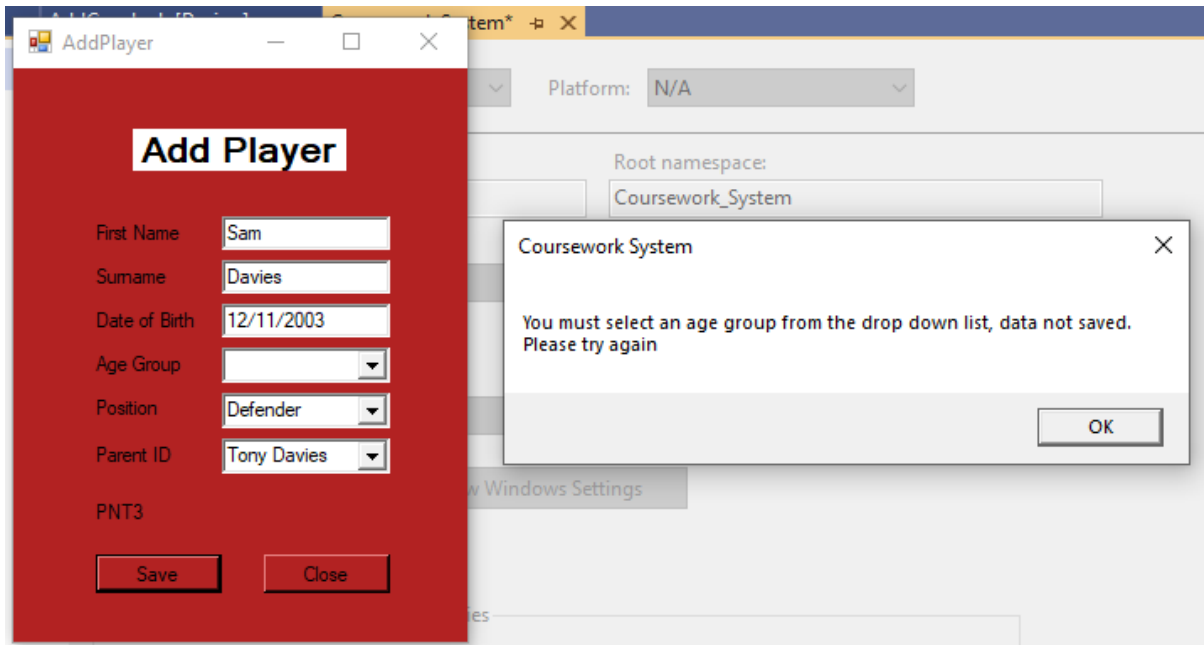 tem*
AddPlayer
Platform: N/A
Add Player
Root namespace:
Coursework_System
First Name Sam
Surname Davies
Date of Birth 12/11/2003
Age Group
Position Defender
Parent ID Tony Davies
PNT3
Save Close
Coursework System
You must select an age group from the drop down list, data not saved.
Please try again
OK
w Windows Settings
ies